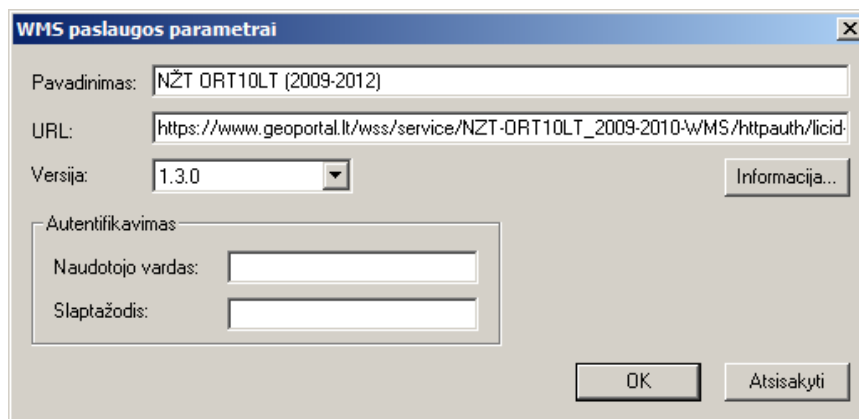 WMS paslaugos parametrai
Pavadinimas: NŽT ORT10LT (2009-2012)
URL: https://www.geoportal.lt/wss/service/NZT-ORT10LT_2009-2010-WMS/httpauth/licid-
Versija: 1.3.0 Informacija...
Autentifikavimas
Naudotojo vardas:
Slaptažodis:
OK Atsisakyti